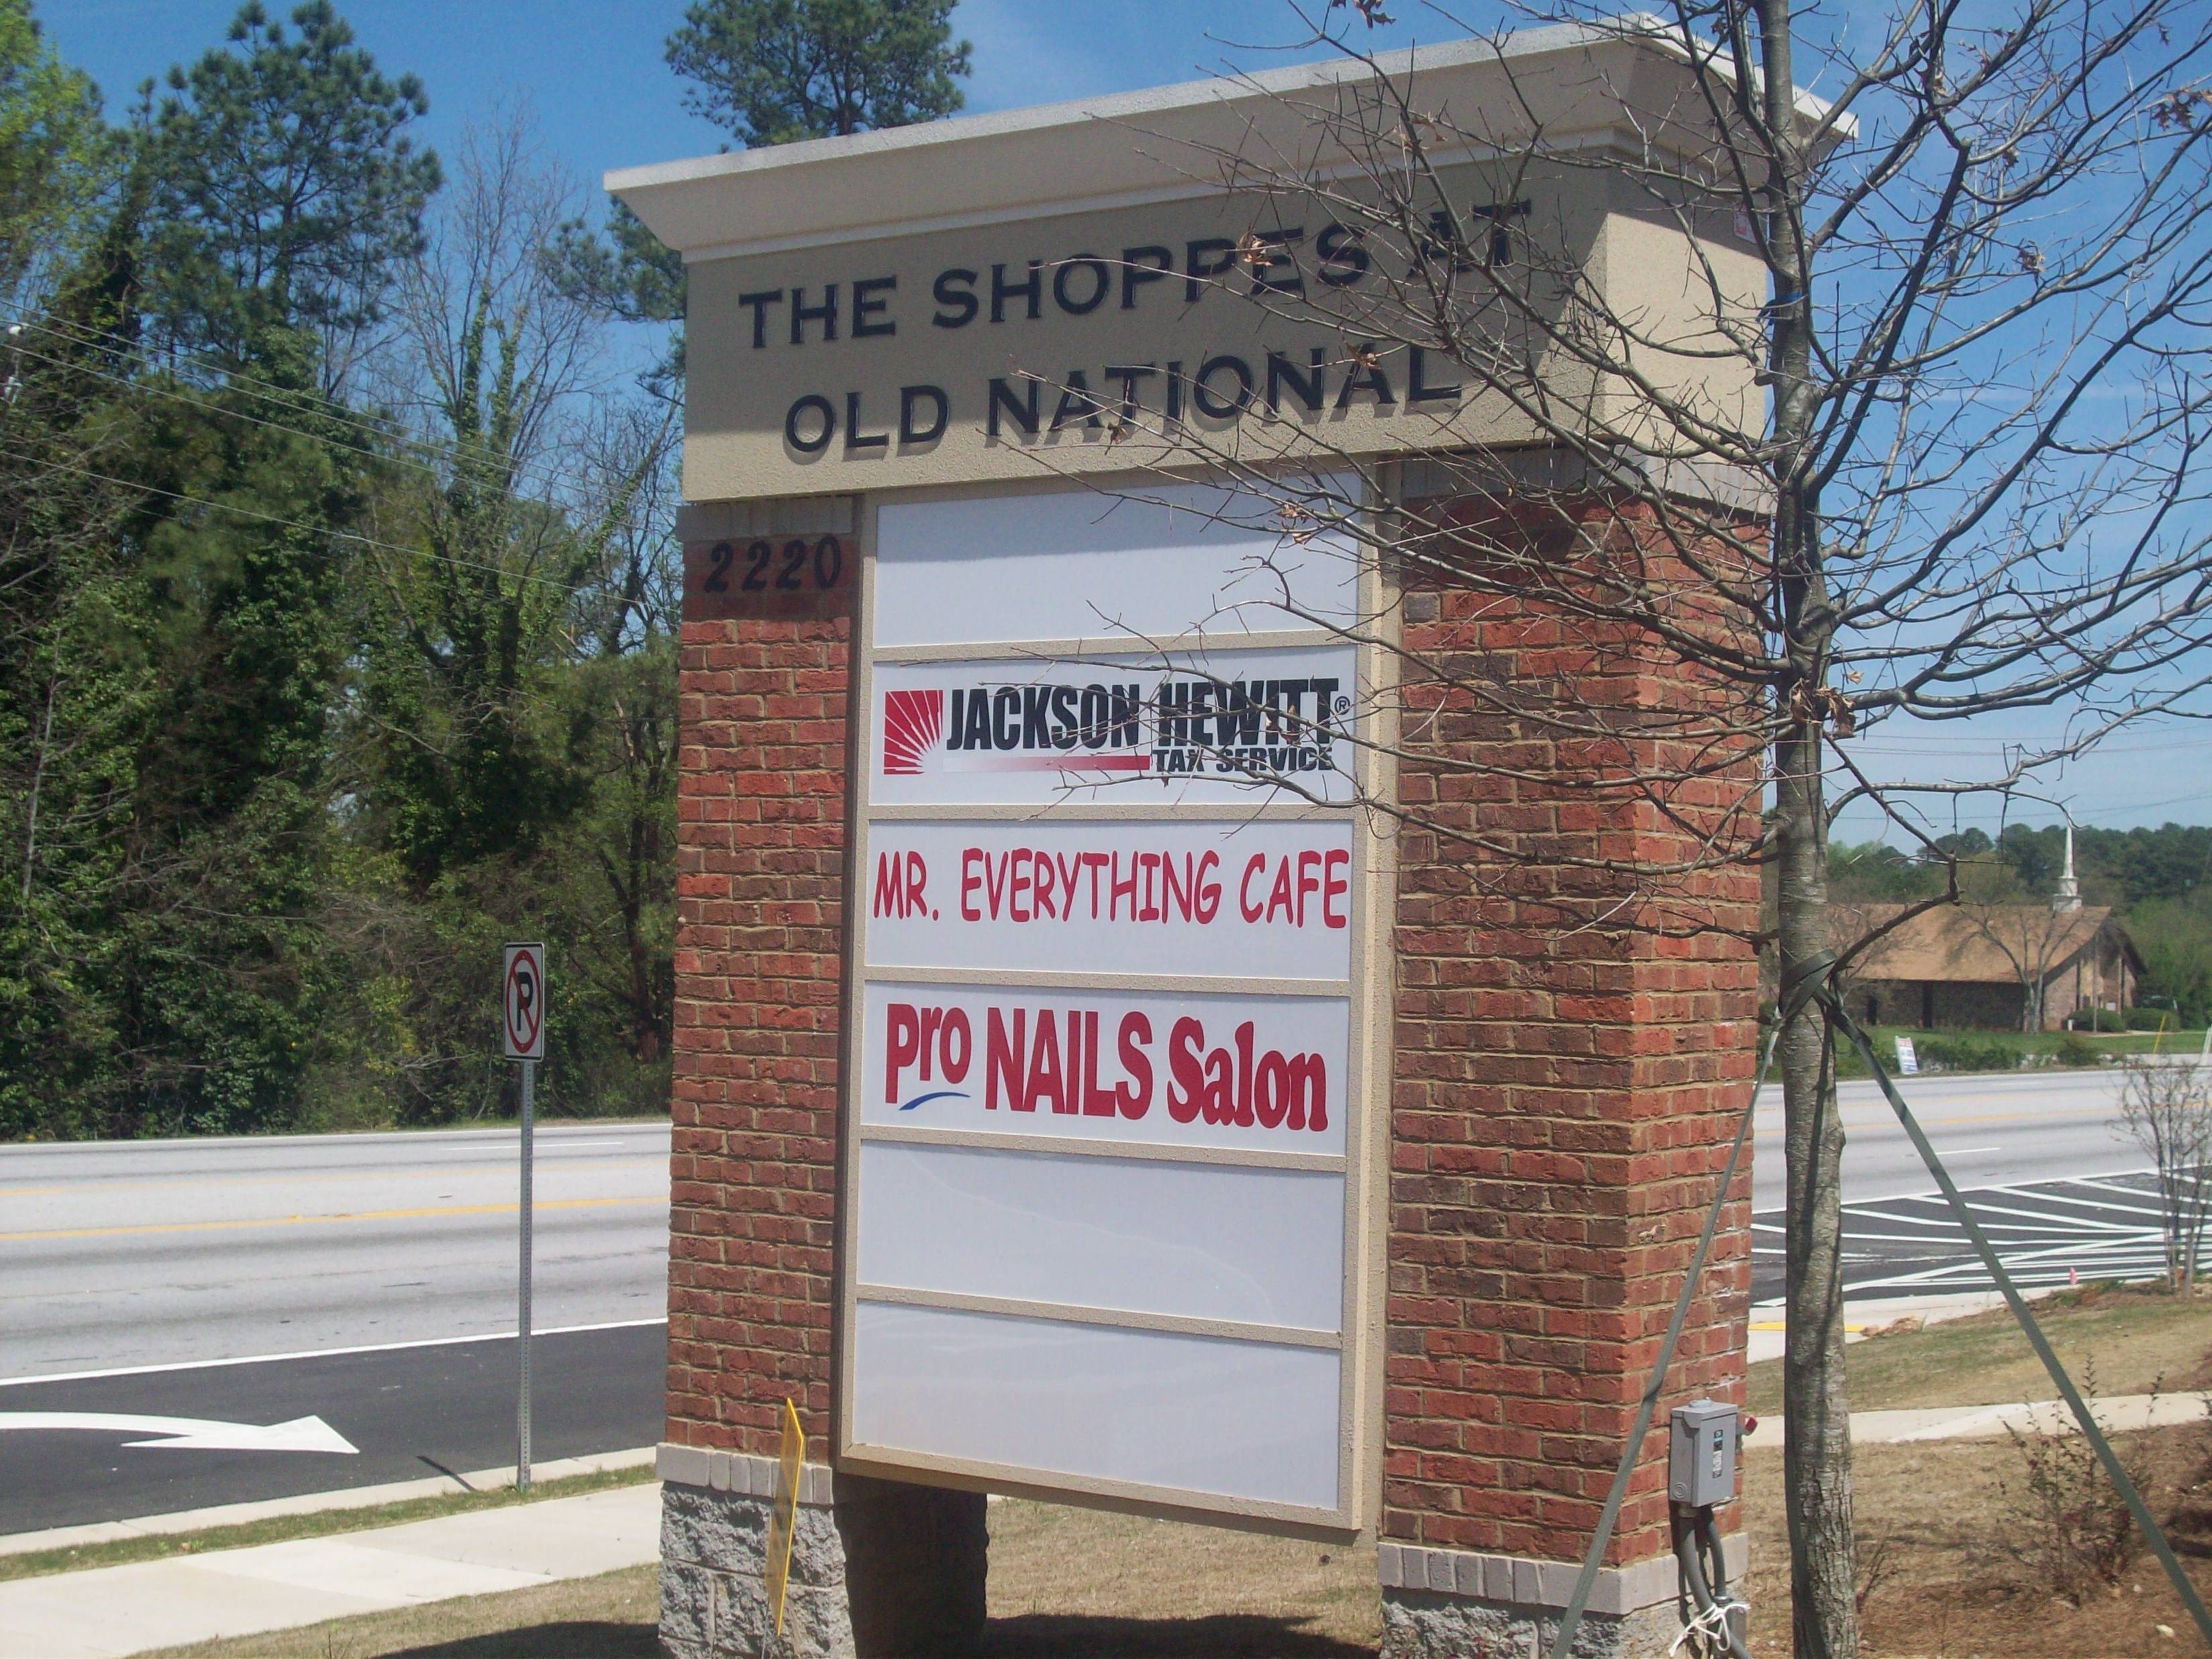 THE SHOPPES AT
OLD NATIONAL
2220
JACKSON HEWITT®
TAX SERVICE
MR. EVERYTHING CAFE
Pro NAILS Salon
P